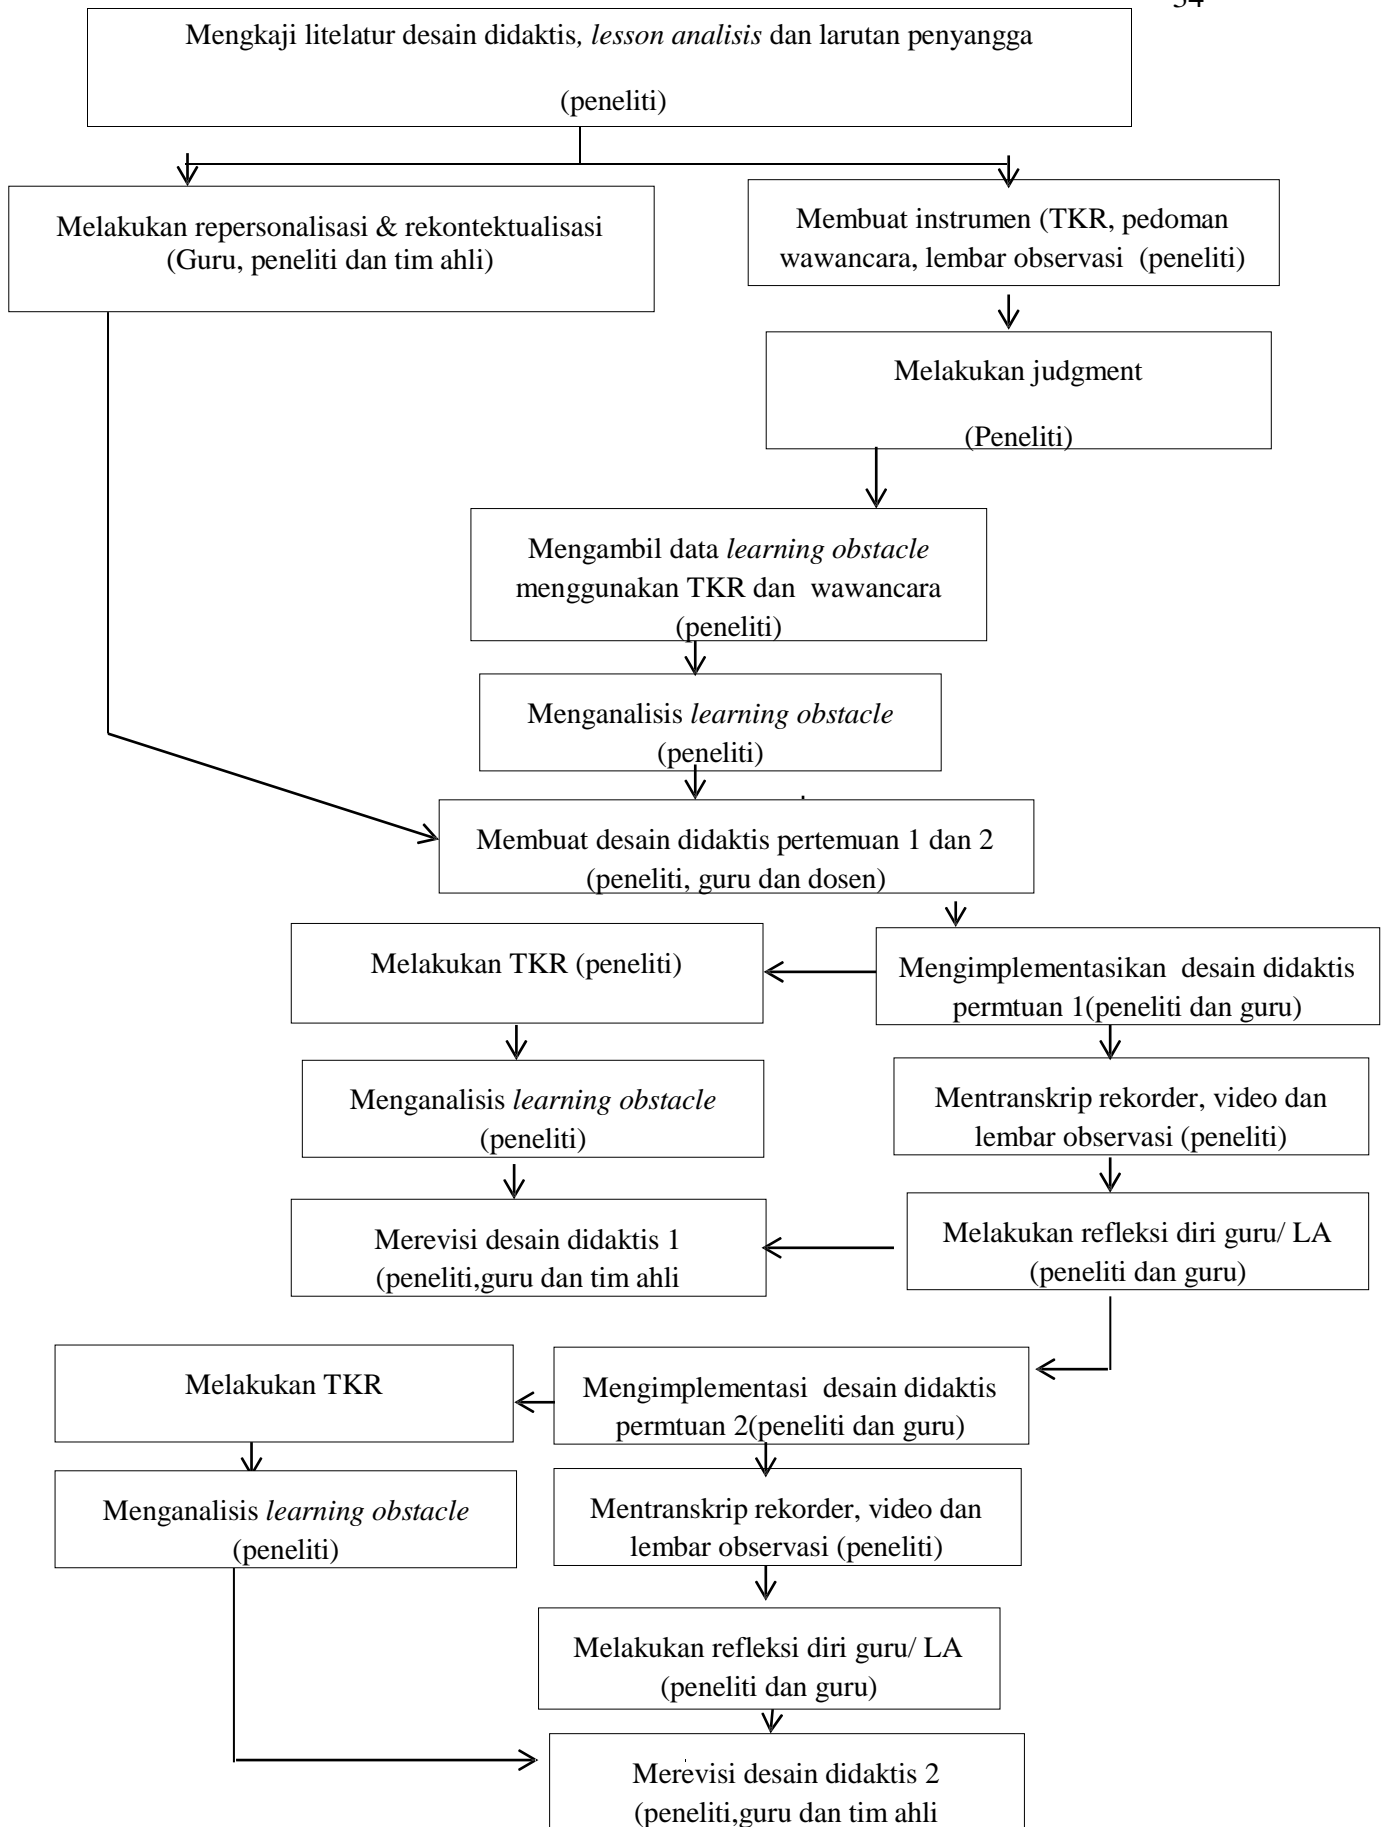 Mengkaji litelatur desain didaktis, lesson analisis dan larutan penyangga
(peneliti)
Melakukan repersonalisasi & rekontektualisasi
(Guru, peneliti dan tim ahli)
Membuat instrumen (TKR, pedoman
wawancara, lembar observasi (peneliti)
Melakukan judgment
(Peneliti)
Mengambil data learning obstacle
menggunakan TKR dan wawancara
(peneliti)
Menganalisis learning obstacle
(peneliti)
Membuat desain didaktis pertemuan 1 dan 2
(peneliti, guru dan dosen)
Melakukan TKR (peneliti)
Mengimplementasikan desain didaktis
permtuan 1(peneliti dan guru)
Menganalisis learning obstacle
(peneliti)
Mentranskrip rekorder, video dan
lembar observasi (peneliti)
Merevisi desain didaktis 1
(peneliti,guru dan tim ahli
Melakukan refleksi diri guru/ LA
(peneliti dan guru)
Melakukan TKR
Mengimplementasi desain didaktis
permtuan 2(peneliti dan guru)
Menganalisis learning obstacle
(peneliti)
Mentranskrip rekorder, video dan
lembar observasi (peneliti)
Melakukan refleksi diri guru/ LA
(peneliti dan guru)
Merevisi desain didaktis 2
(peneliti,guru dan tim ahli